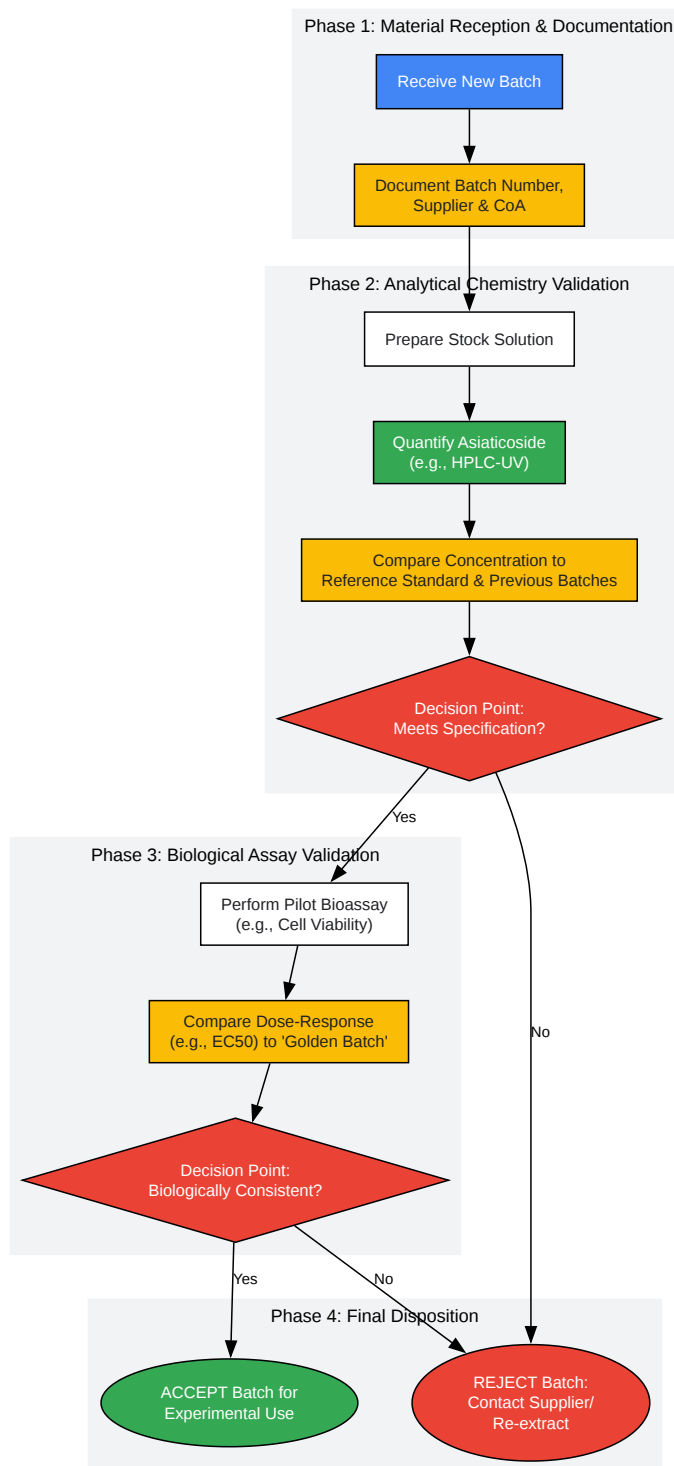 Phase 1: Material Reception & Documentation
Receive New Batch
Document Batch Number,
Supplier & CoA
Phase 2: Analytical Chemistry Validation
Prepare Stock Solution
Quantify Asiaticoside
(e.g., HPLC-UV)
Compare Concentration to
Reference Standard & Previous Batches
Decision Point:
Meets Specification?
Yes
No
Phase 3: Biological Assay Validation
Perform Pilot Bioassay
(e.g., Cell Viability)
Compare Dose-Response
(e.g., EC50) to 'Golden Batch'
Decision Point:
Biologically Consistent?
Yes
No
Phase 4: Final Disposition
ACCEPT Batch for
Experimental Use
REJECT Batch:
Contact Supplier/
Re-extract